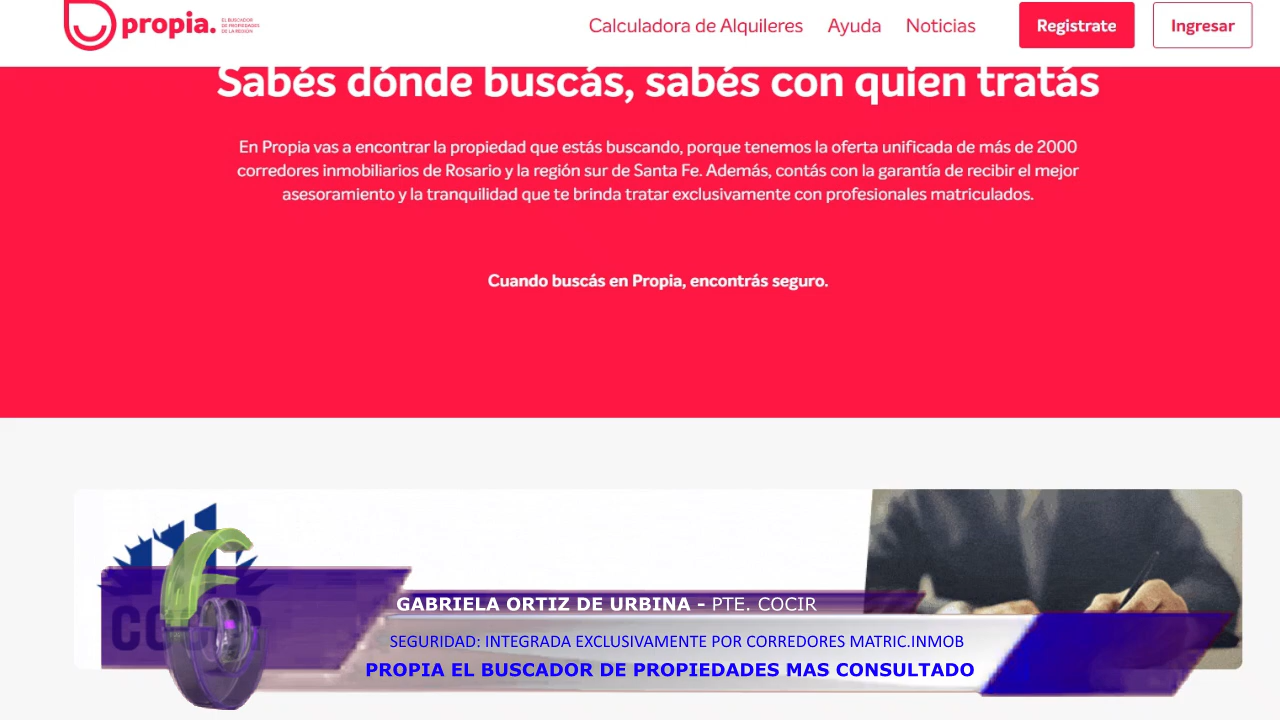 propia.
EL BUSCADOR
DE PROPIEDADES
DE LA REGIÓN
Calculadora de Alquileres Ayuda Noticias Registrate Ingresar
Sabés dónde buscás, sabés con quien tratás
En Propia vas a encontrar la propiedad que estás buscando, porque tenemos la oferta unificada de más de 2000
corredores inmobiliarios de Rosario y la región sur de Santa Fe. Además, contás con la garantía de recibir el mejor
asesoramiento y la tranquilidad que te brinda tratar exclusivamente con profesionales matriculados.
Cuando buscás en Propia, encontrás seguro.
GABRIELA ORTIZ DE URBINA - PTE. COCIR
SEGURIDAD: INTEGRADA EXCLUSIVAMENTE POR CORREDORES MATRIC.INMOB
PROPIA EL BUSCADOR DE PROPIEDADES MAS CONSULTADO